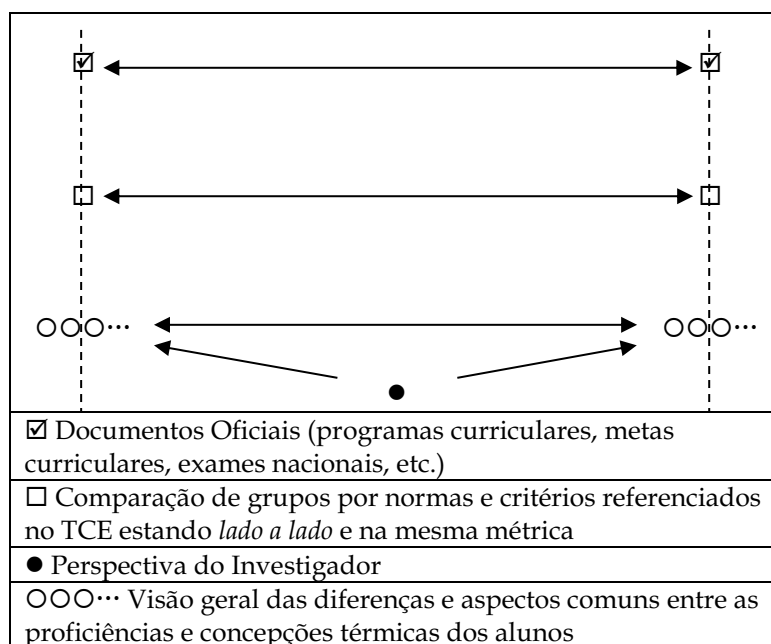 ☑ ☑
□ □
○○○⋯ ○○○⋯
●
☑ Documentos Oficiais (programas curriculares, metas
curriculares, exames nacionais, etc.)
□ Comparação de grupos por normas e critérios referenciados
no TCE estando lado a lado e na mesma métrica
● Perspectiva do Investigador
○○○⋯ Visão geral das diferenças e aspectos comuns entre as
proficiências e concepções térmicas dos alunos